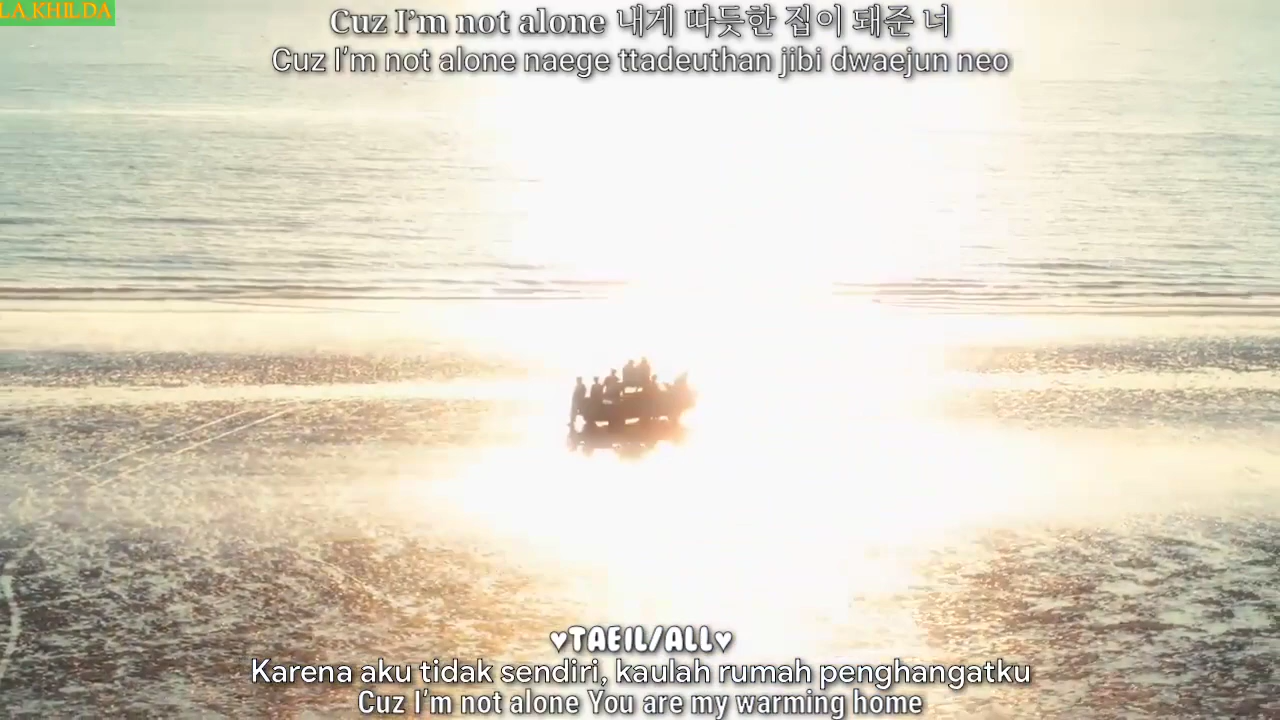 LA_KHILDA
Cuz I'm not alone 내게 따듯한 집이 돼준 너
Cuz I'm not alone naege ttadeuthan jibi dwaejun neo
♥TAEIL/ALL♥
Karena aku tidak sendiri, kaulah rumah penghangatku
Cuz I'm not alone You are my warming home